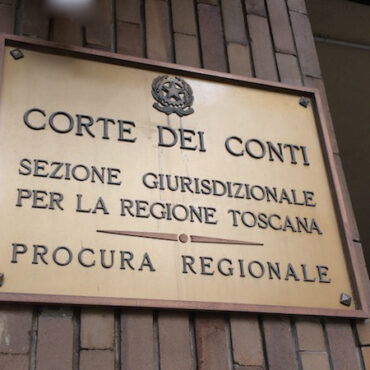 CORTE DEI CONTI
SEZIONE GIURISDIZIONALE
PER LA REGIONE TOSCANA
PROCURA REGIONALE